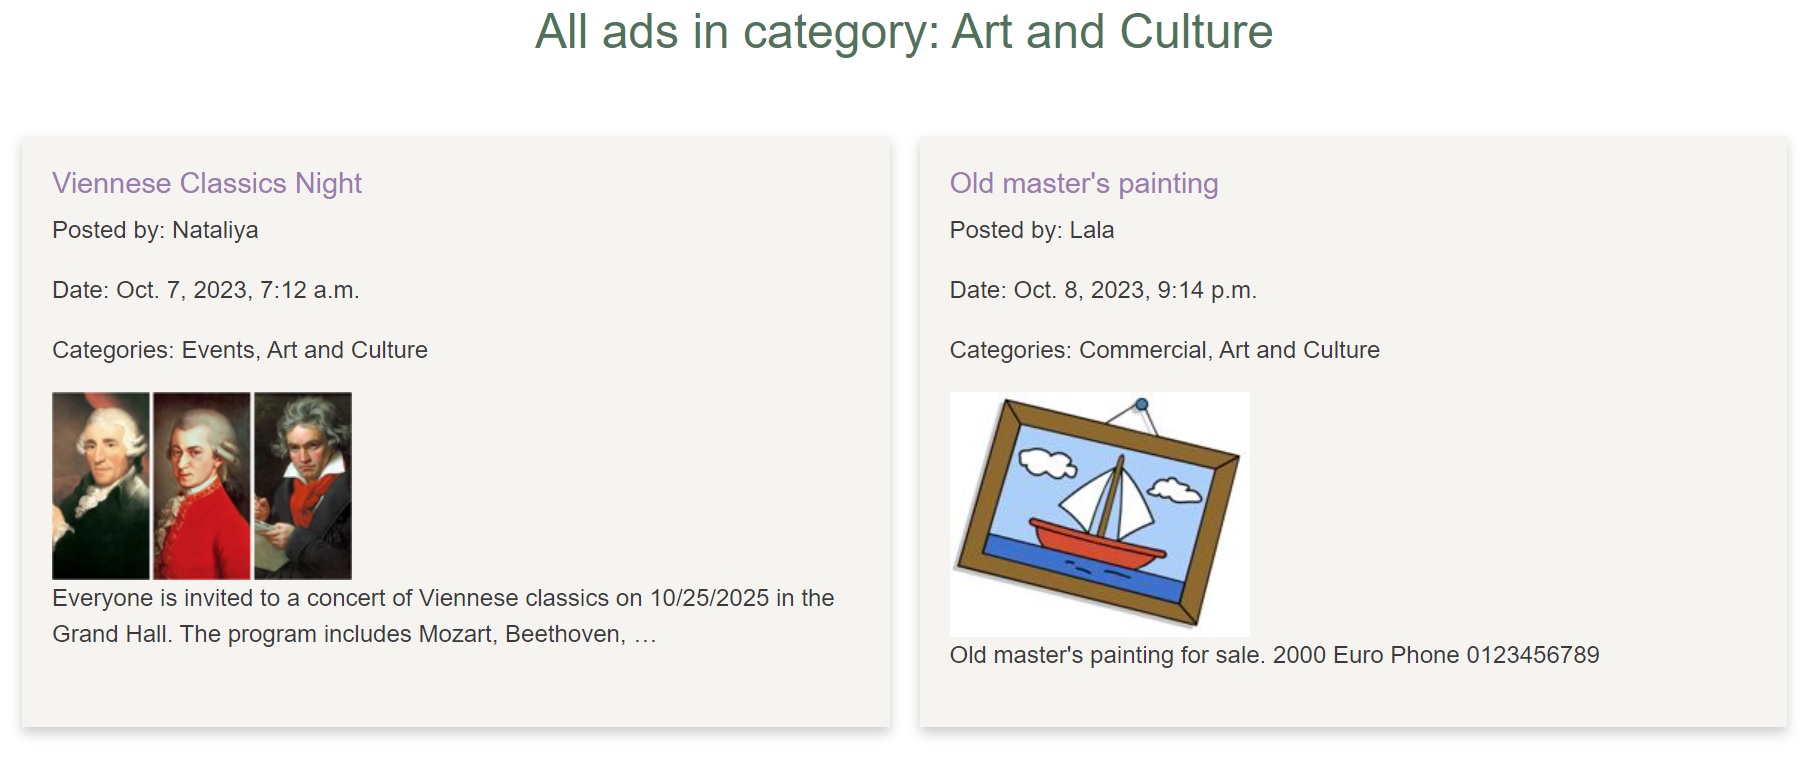 All ads in category: Art and Culture
Viennese Classics Night
Posted by: Nataliya
Date: Oct. 7, 2023, 7:12 a.m.
Categories: Events, Art and Culture
Everyone is invited to a concert of Viennese classics on 10/25/2025 in the
Grand Hall. The program includes Mozart, Beethoven, …
Old master's painting
Posted by: Lala
Date: Oct. 8, 2023, 9:14 p.m.
Categories: Commercial, Art and Culture
Old master's painting for sale. 2000 Euro Phone 0123456789